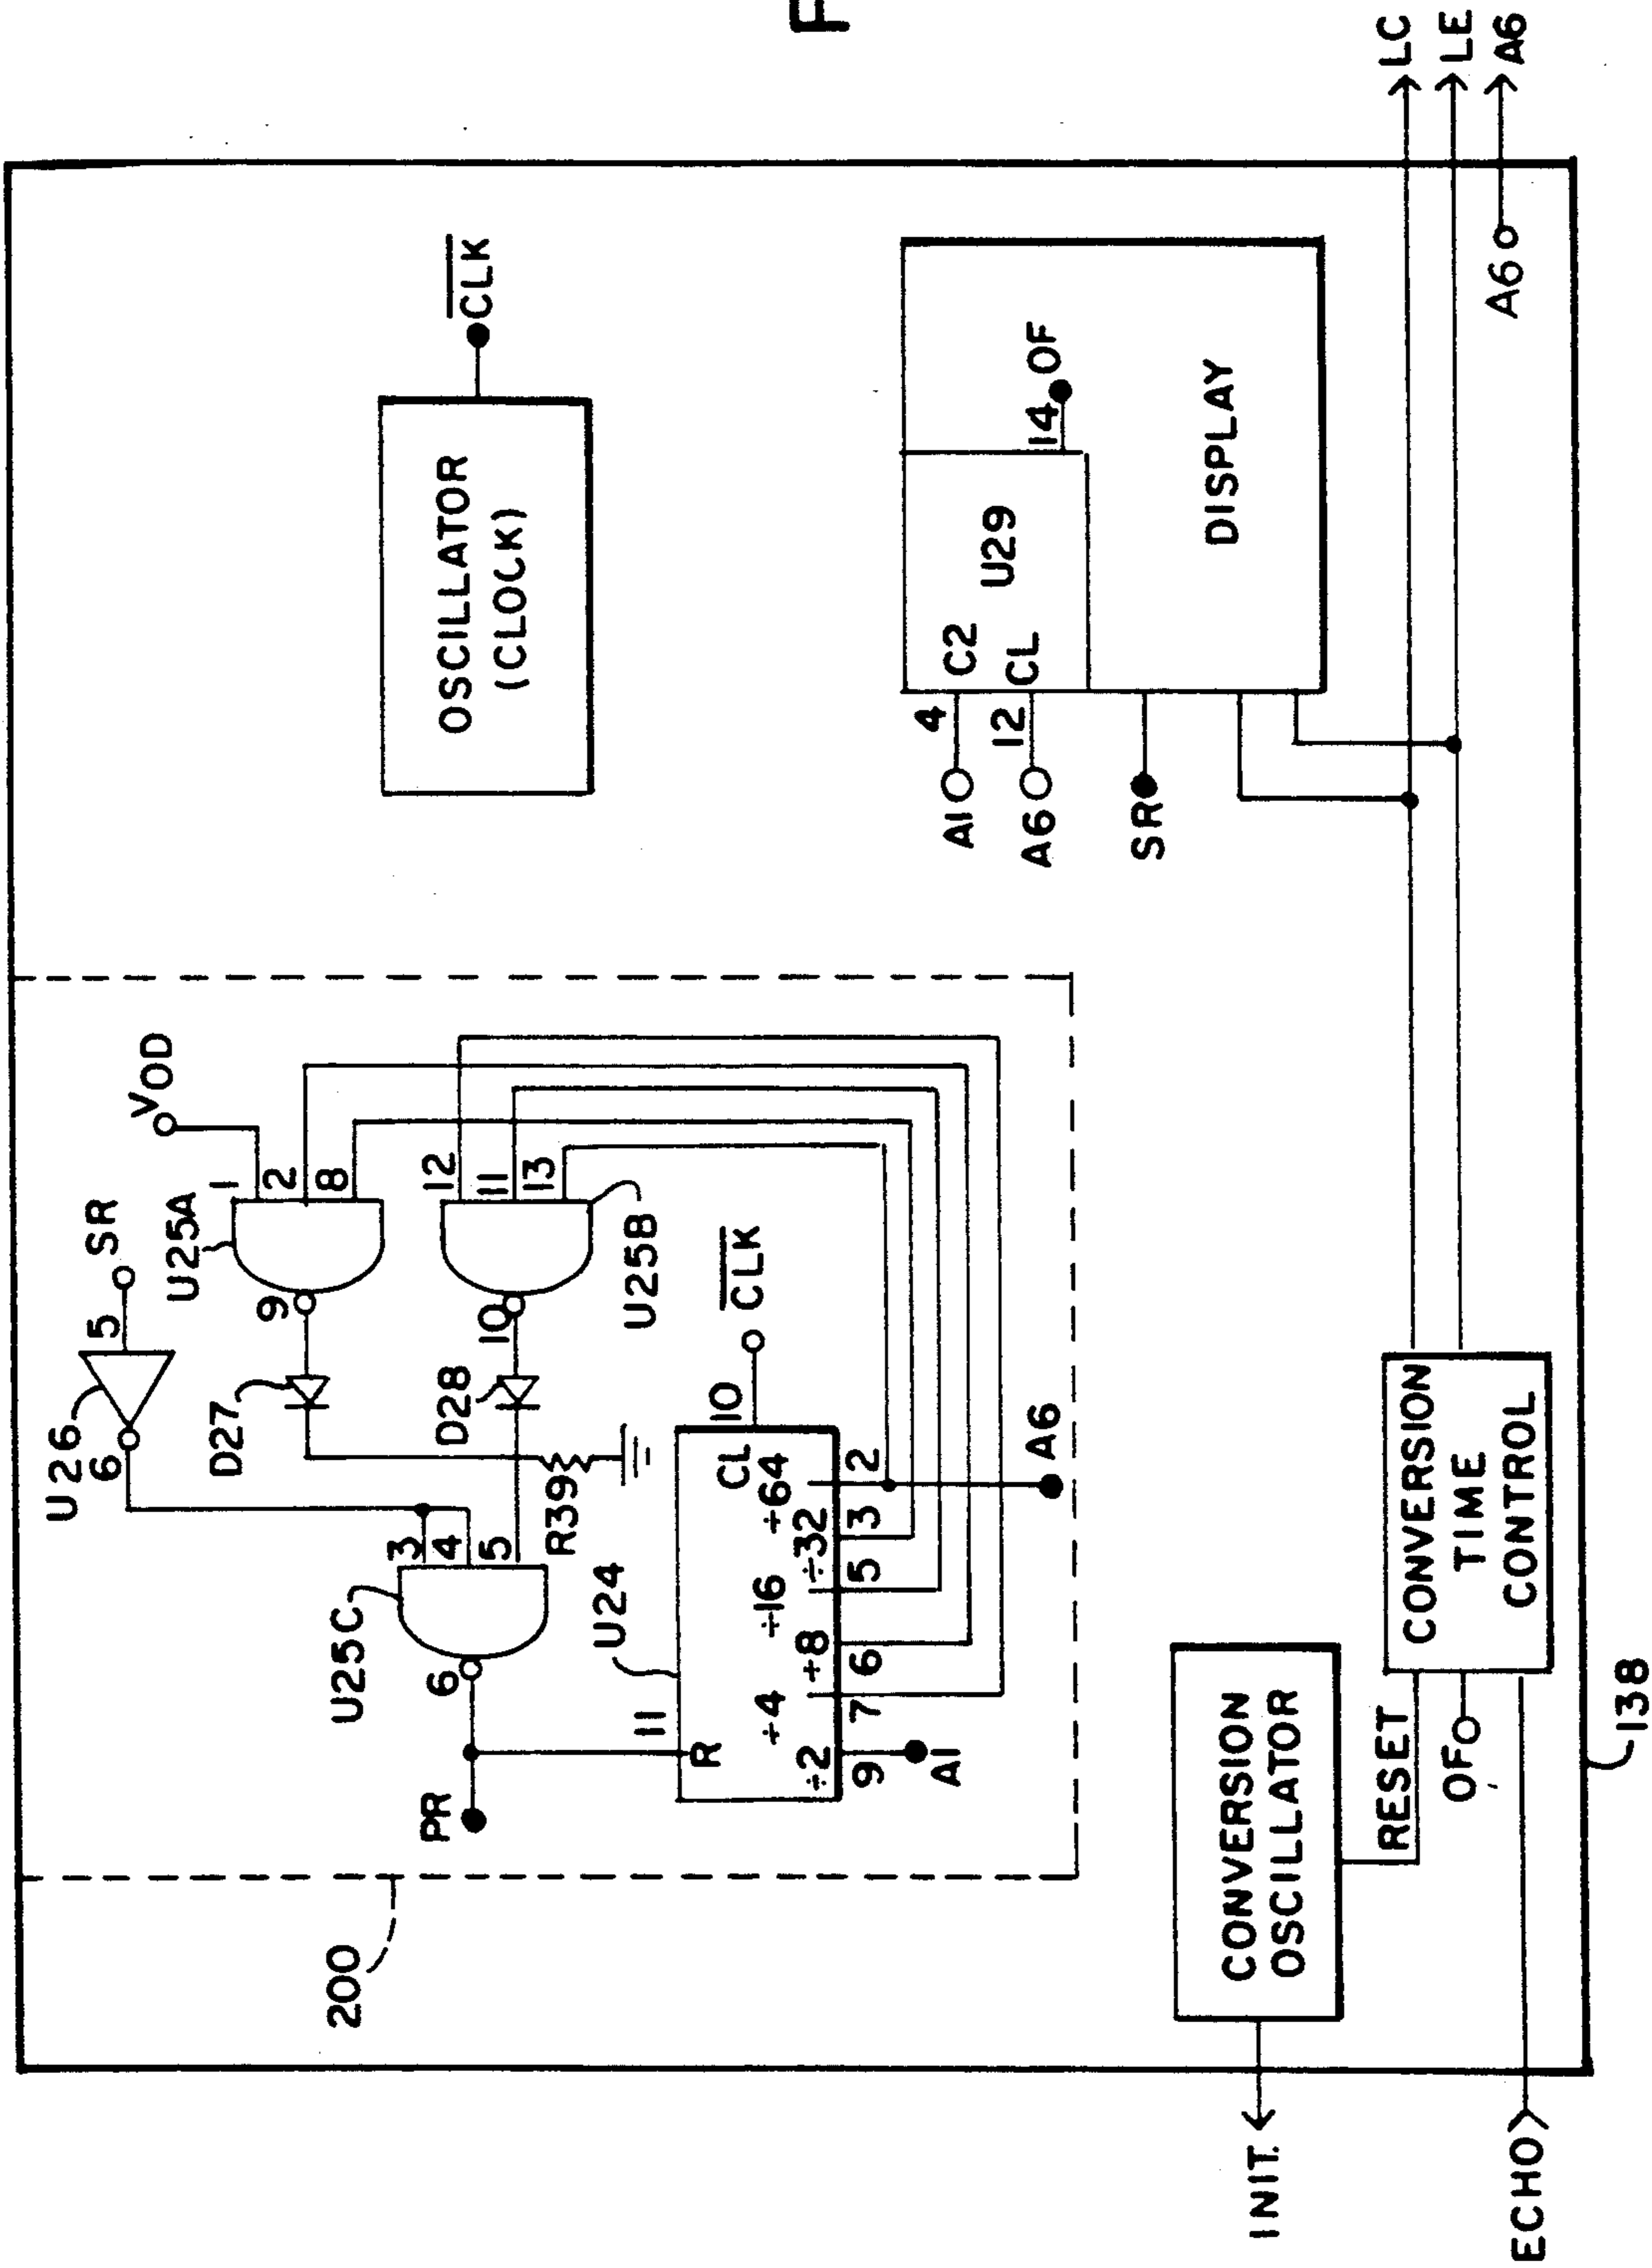 F
200
PR
U26
6
5
SR
VOD
U25A
1
2
8
9
D27
U25C
3
4
5
6
12
11
13
10
D28
U25B
R39
U24
11
R
CL
10
CLK
÷2
÷4
÷8
÷16
÷32
÷64
9
7
6
5
3
2
A1
A6
OSCILLATOR
(CLOCK)
CLK
A1
4
C2
A6
12
CL
U29
14
OF
SR
DISPLAY
INIT.
CONVERSION
OSCILLATOR
RESET
OF
ECHO
CONVERSION
TIME
CONTROL
LC
LE
A6
A6
138